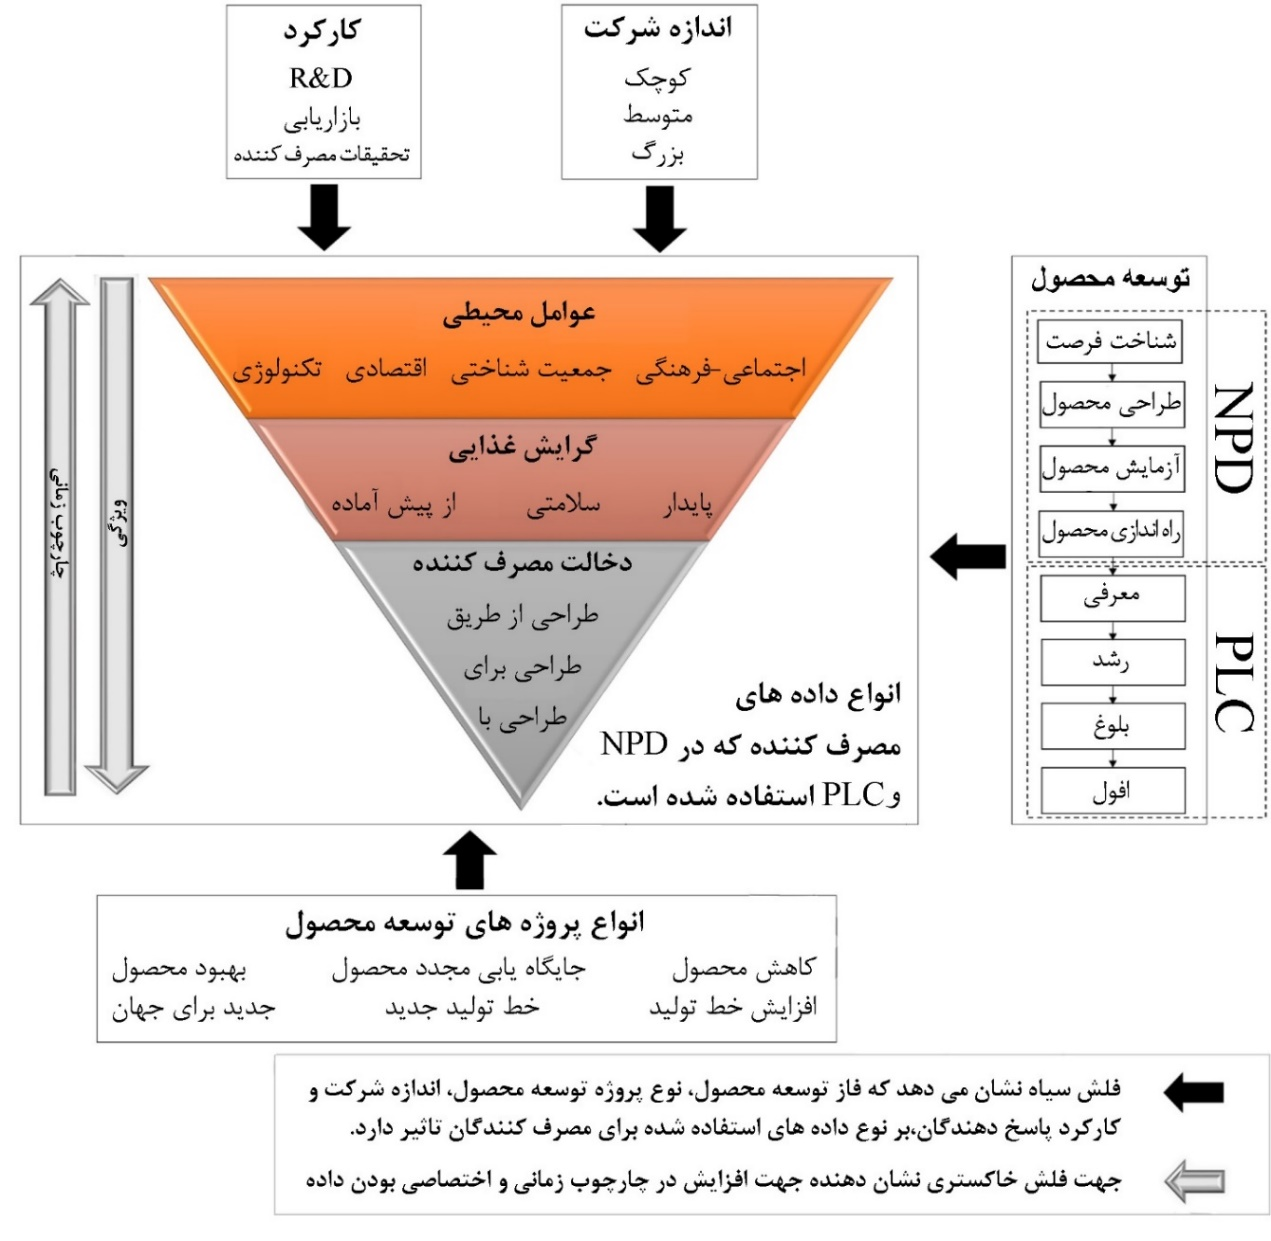 کارکرد
R&D
بازاریابی
تحقیقات مصرف کننده
اندازه شرکت
کوچک
متوسط
بزرگ
توسعه محصول
شناخت فرصت
طراحی محصول
آزمایش محصول
راه اندازی محصول
NPD
معرفی
رشد
بلوغ
افول
PLC
عوامل محیطی
اجتماعی-فرهنگی جمعیت شناختی اقتصادی تکنولوژی
گرایش غذایی
پایدار سلامتی از پیش آماده
دخالت مصرف کننده
طراحی از طریق
طراحی برای
طراحی با
ویژگی
چارچوب زمانی
انواع داده های
مصرف کننده که در NPD
و PLC استفاده شده است.
انواع پروژه های توسعه محصول
کاهش محصول جایگاه یابی مجدد محصول بهبود محصول
افزایش خط تولید خط تولید جدید جدید برای جهان
فلش سیاه نشان می دهد که فاز توسعه محصول، نوع پروژه توسعه محصول، اندازه شرکت و
کارکرد پاسخ دهندگان،بر نوع داده های استفاده شده برای مصرف کنندگان تاثیر دارد.
جهت فلش خاکستری نشان دهنده جهت افزایش در چارچوب زمانی و اختصاصی بودن داده